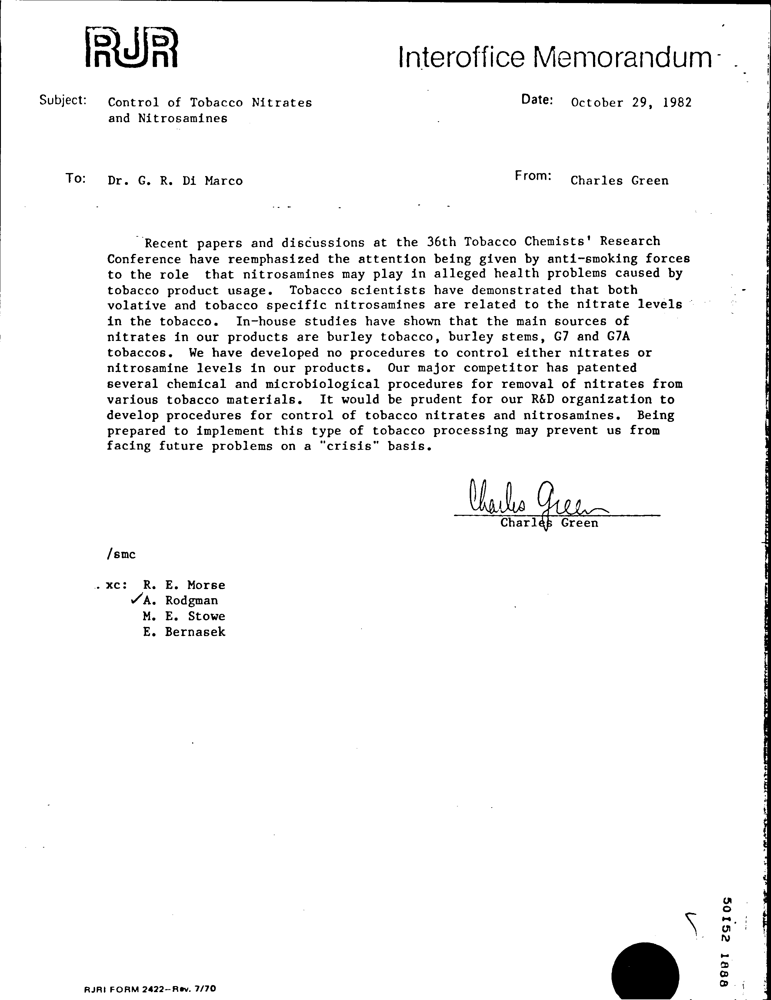 RJR
Interoffice Memorandum
Subject: Control of Tobacco Nitrates
and Nitrosamines
Date: October 29, 1982
To: Dr. G. R. Di Marco
From: Charles Green
Recent papers and discussions at the 36th Tobacco Chemists' Research
Conference have reemphasized the attention being given by anti-smoking forces
to the role that nitrosamines may play in alleged health problems caused by
tobacco product usage. Tobacco scientists have demonstrated that both
volative and tobacco specific nitrosamines are related to the nitrate levels
in the tobacco. In-house studies have shown that the main sources of
nitrates in our products are burley tobacco, burley stems, G7 and G7A
tobaccos. We have developed no procedures to control either nitrates or
nitrosamine levels in our products. Our major competitor has patented
several chemical and microbiological procedures for removal of nitrates from
various tobacco materials. It would be prudent for our R&D organization to
develop procedures for control of tobacco nitrates and nitrosamines. Being
prepared to implement this type of tobacco processing may prevent us from
facing future problems on a "crisis" basis.
Charles Green
Charles Green
/smc
xc: R. E. Morse
✓A. Rodgman
M. E. Stowe
E. Bernasek
50152 1888
RJRI FORM 2422--Rev. 7/70